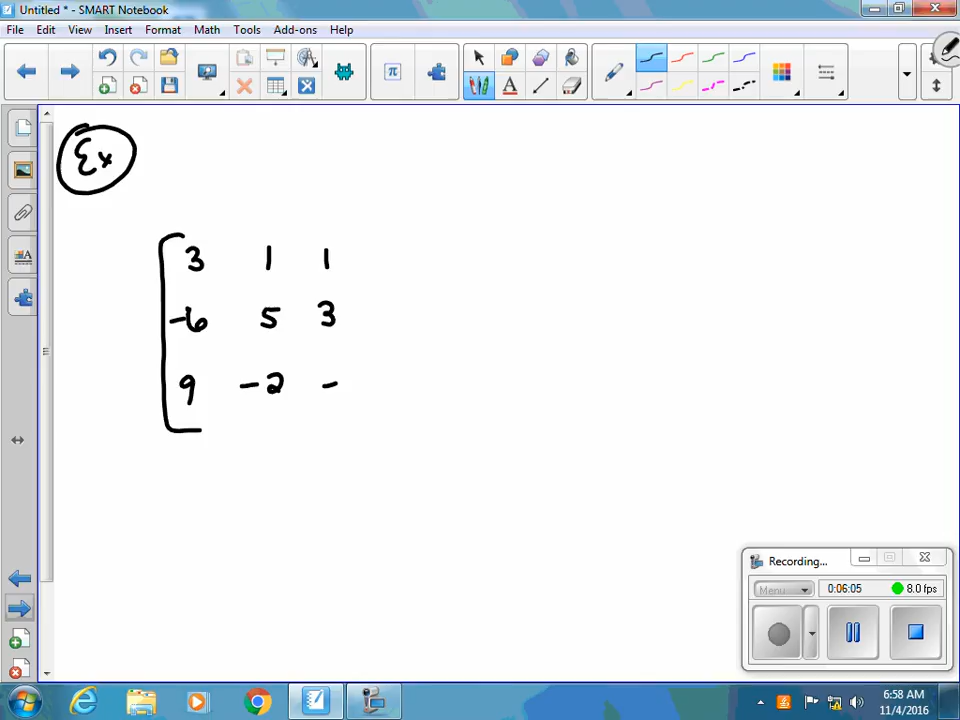 Untitled * - SMART Notebook
File Edit View Insert Format Math Tools Add-ons Help
π
A
Ex
3 1 1
-6 5 3
9 -2 -
Recording...
Menu 0:06:05 8.0 fps
6:58 AM
11/4/2016